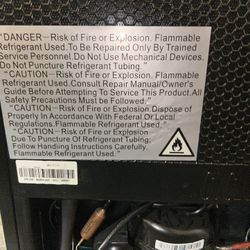 "DANGER－Risk of Fire or Explosion. Flammable
Refrigerant Used.To Be Repaired Only By Trained
Service Personnel.Do Not Use Mechanical Devices.
Do Not Puncture Refrigerant Tubing."
"CAUTION－Risk of Fire or Explosion.Flammable
Refrigerant Used.Consult Repair Manual/Owner's
Guide Before Attempting To Service This Product.All
Safety Precautions Must Be Followed."
"CAUTION－Risk of Fire or Explosion.Dispose of
Properly In Accordance With Federal Or Local
Regulations.Flammable Refrigerant Used."
"CAUTION－Risk of Fire or Explosion
Due To Puncture Of Refrigerant Tubing;
Follow Handling Instructions Carefully.
Flammable Refrigerant Used."